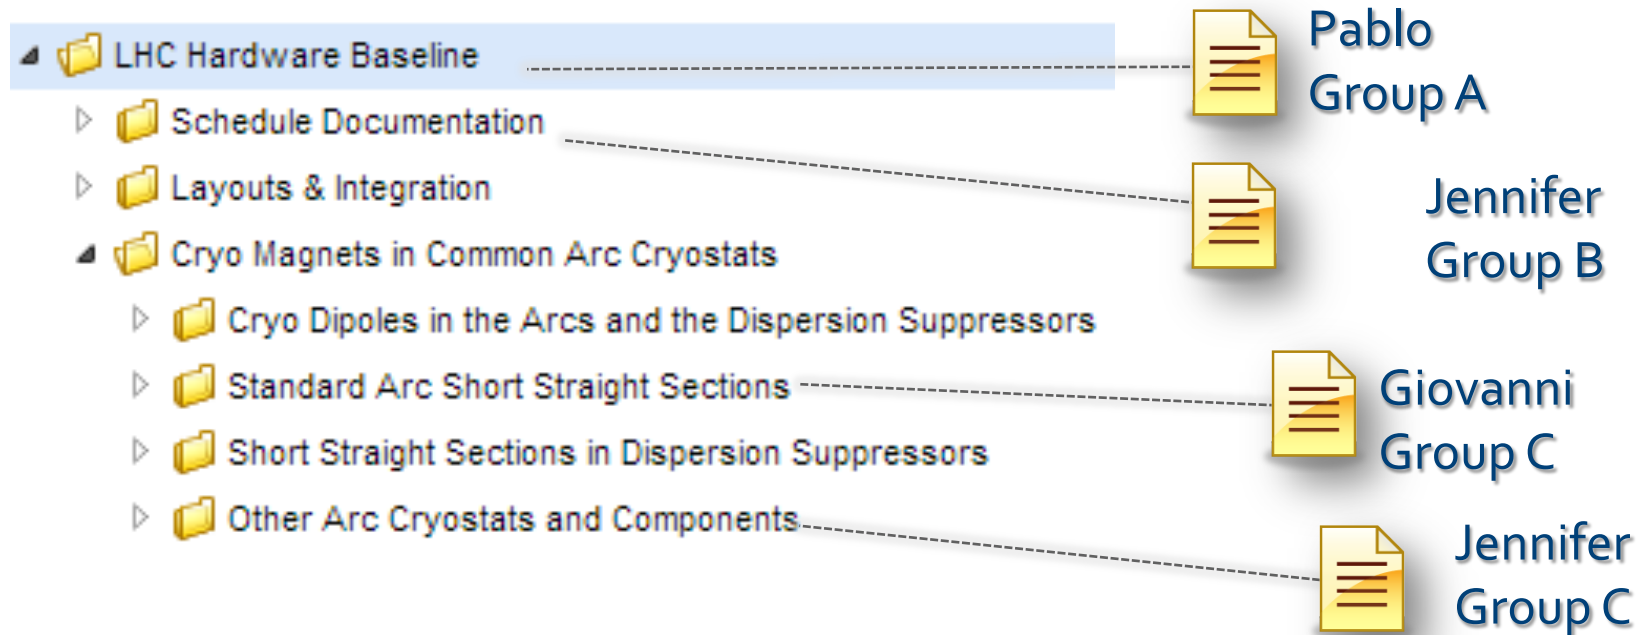 LHC Hardware Baseline
Pablo
Group A
Schedule Documentation
Layouts & Integration
Jennifer
Group B
Cryo Magnets in Common Arc Cryostats
Cryo Dipoles in the Arcs and the Dispersion Suppressors
Standard Arc Short Straight Sections
Giovanni
Group C
Short Straight Sections in Dispersion Suppressors
Other Arc Cryostats and Components
Jennifer
Group C